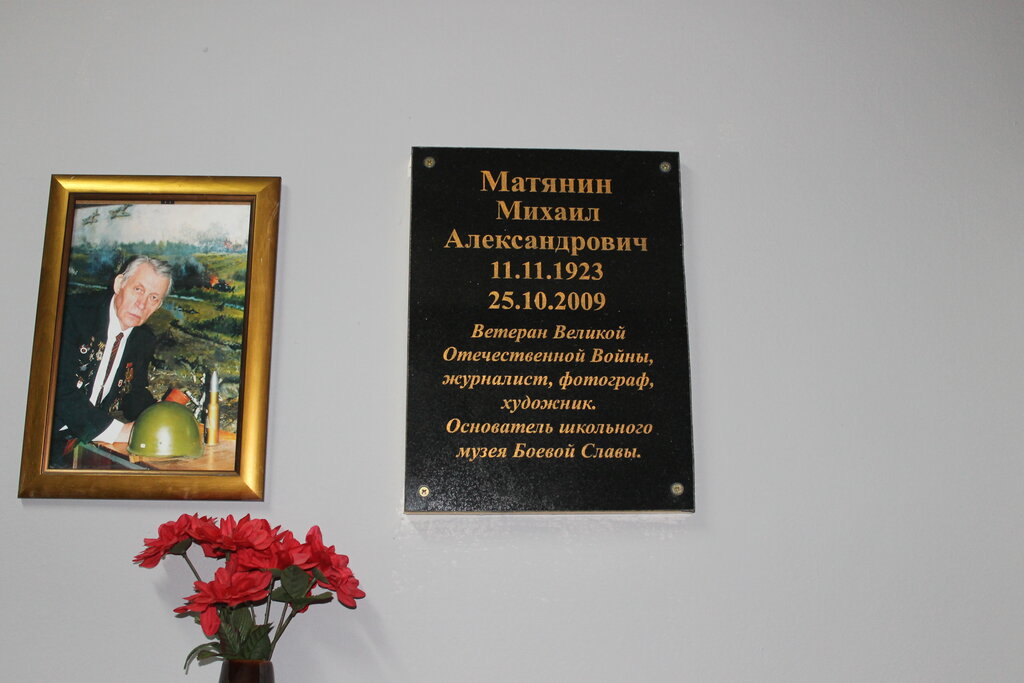 Матянин
Михаил
Александрович
11.11.1923
25.10.2009
Ветеран Великой
Отечественной Войны,
журналист, фотограф,
художник.
Основатель школьного
музея Боевой Славы.